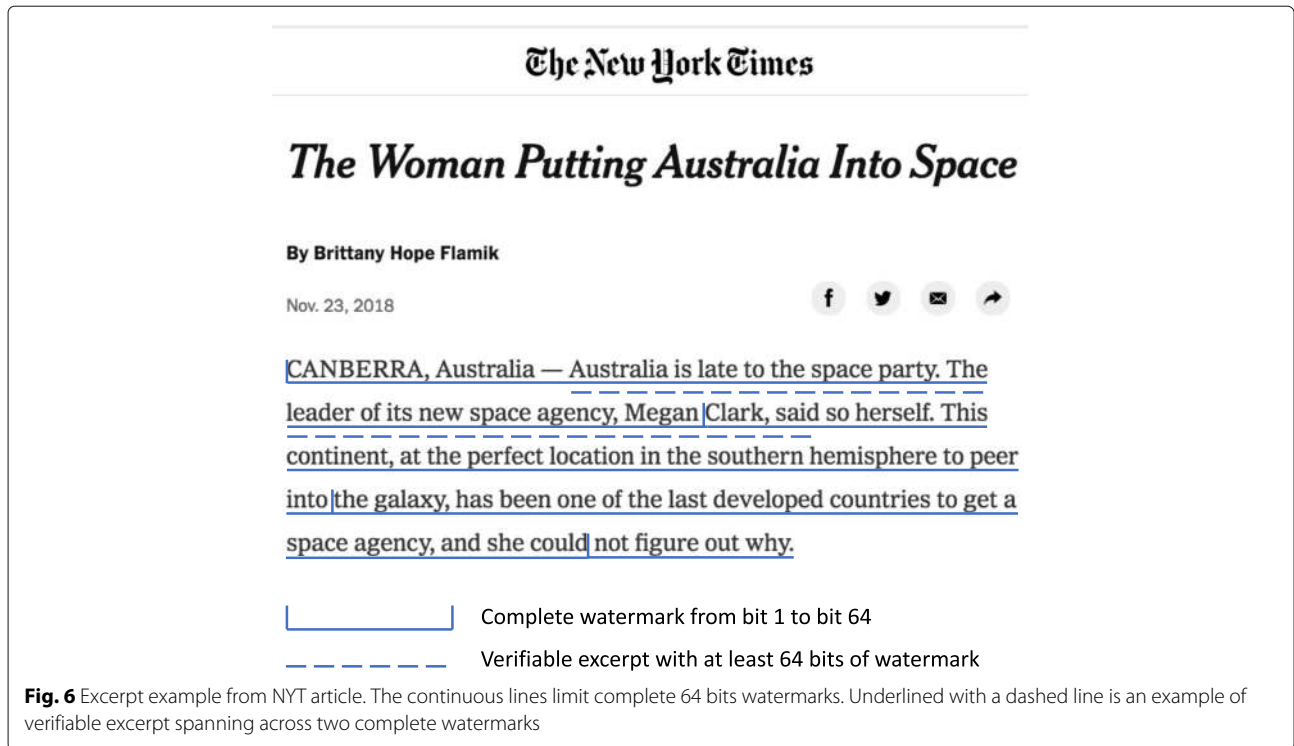 The New York Times
The Woman Putting Australia Into Space
By Brittany Hope Flamik
Nov. 23, 2018
CANBERRA, Australia — Australia is late to the space party. The
leader of its new space agency, Megan Clark, said so herself. This
continent, at the perfect location in the southern hemisphere to peer
into the galaxy, has been one of the last developed countries to get a
space agency, and she could not figure out why.
Complete watermark from bit 1 to bit 64
Verifiable excerpt with at least 64 bits of watermark
Fig. 6 Excerpt example from NYT article. The continuous lines limit complete 64 bits watermarks. Underlined with a dashed line is an example of
verifiable excerpt spanning across two complete watermarks